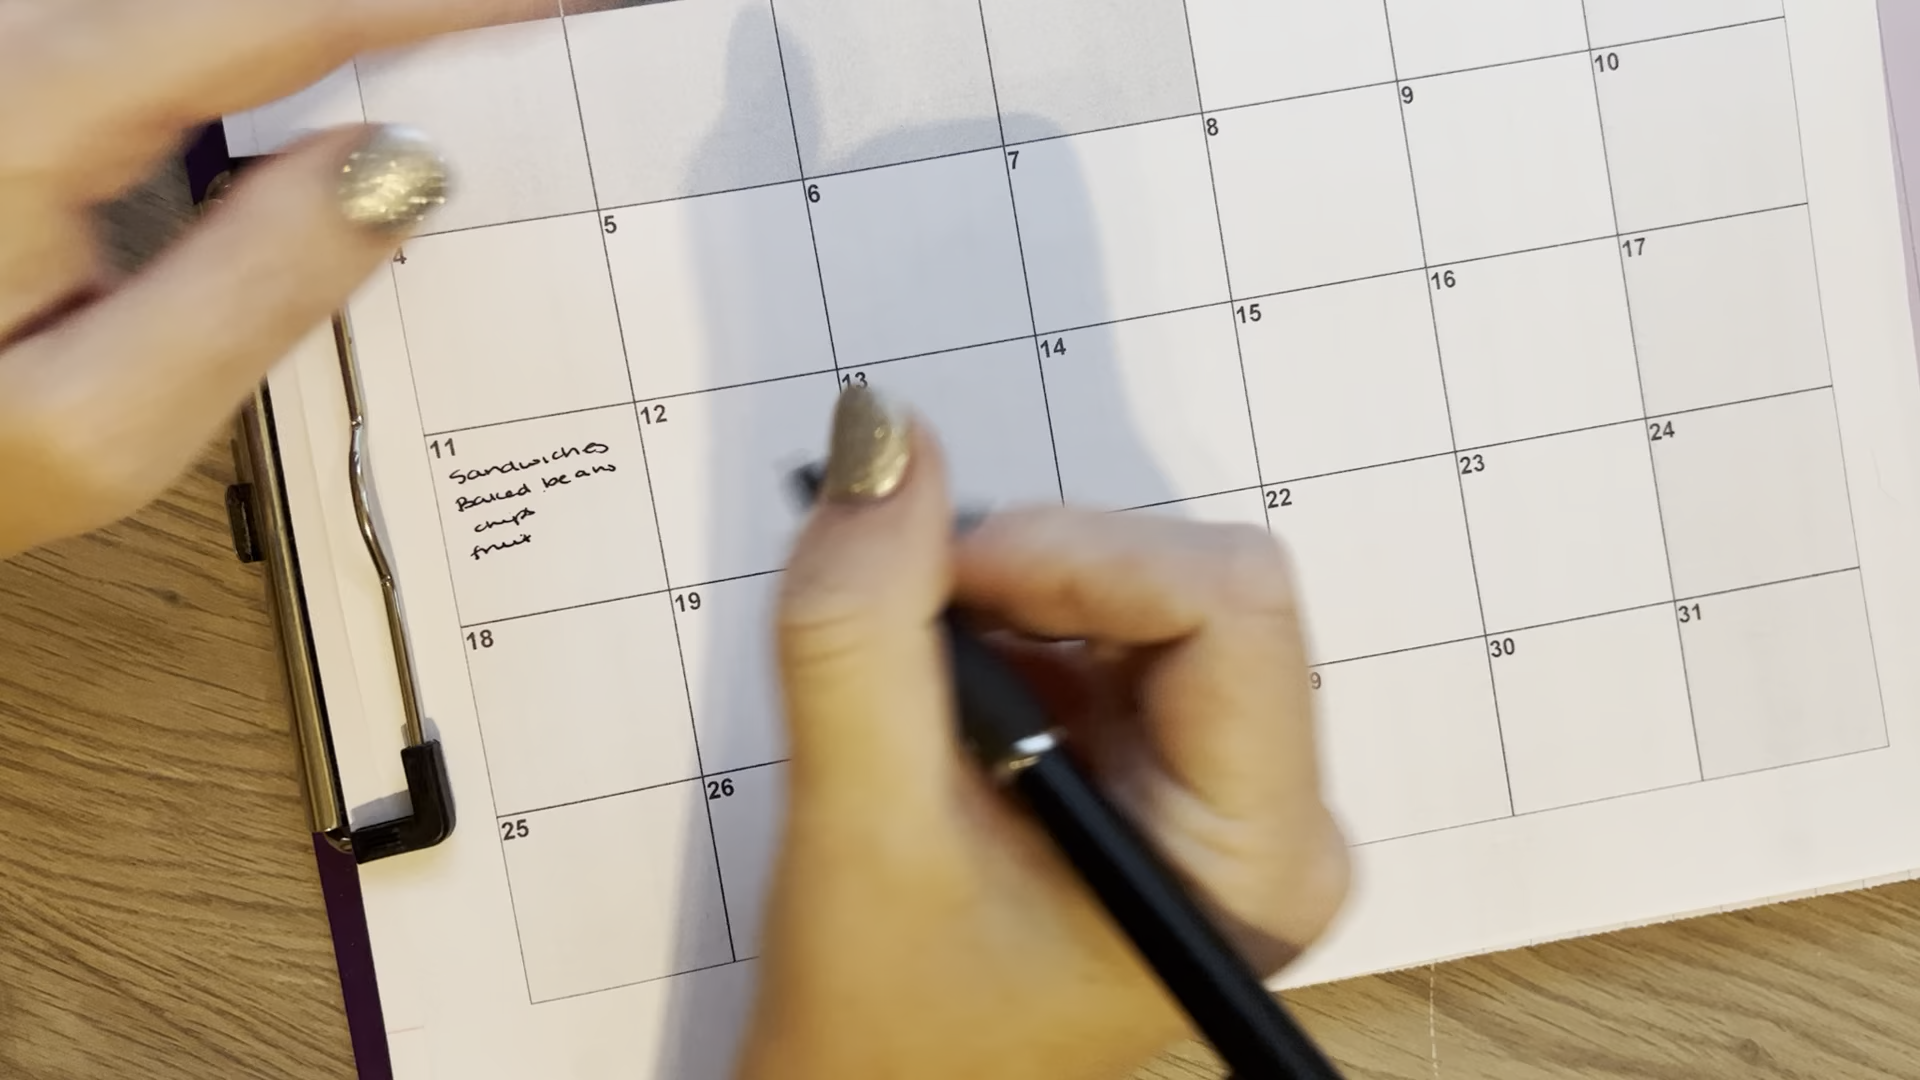 4 5 6 7 8 9 10
11 12 13 14 15 16 17
Sandwiches
Baked beans
chips
fruit
18 19 22 23 24
25 26 9 30 31